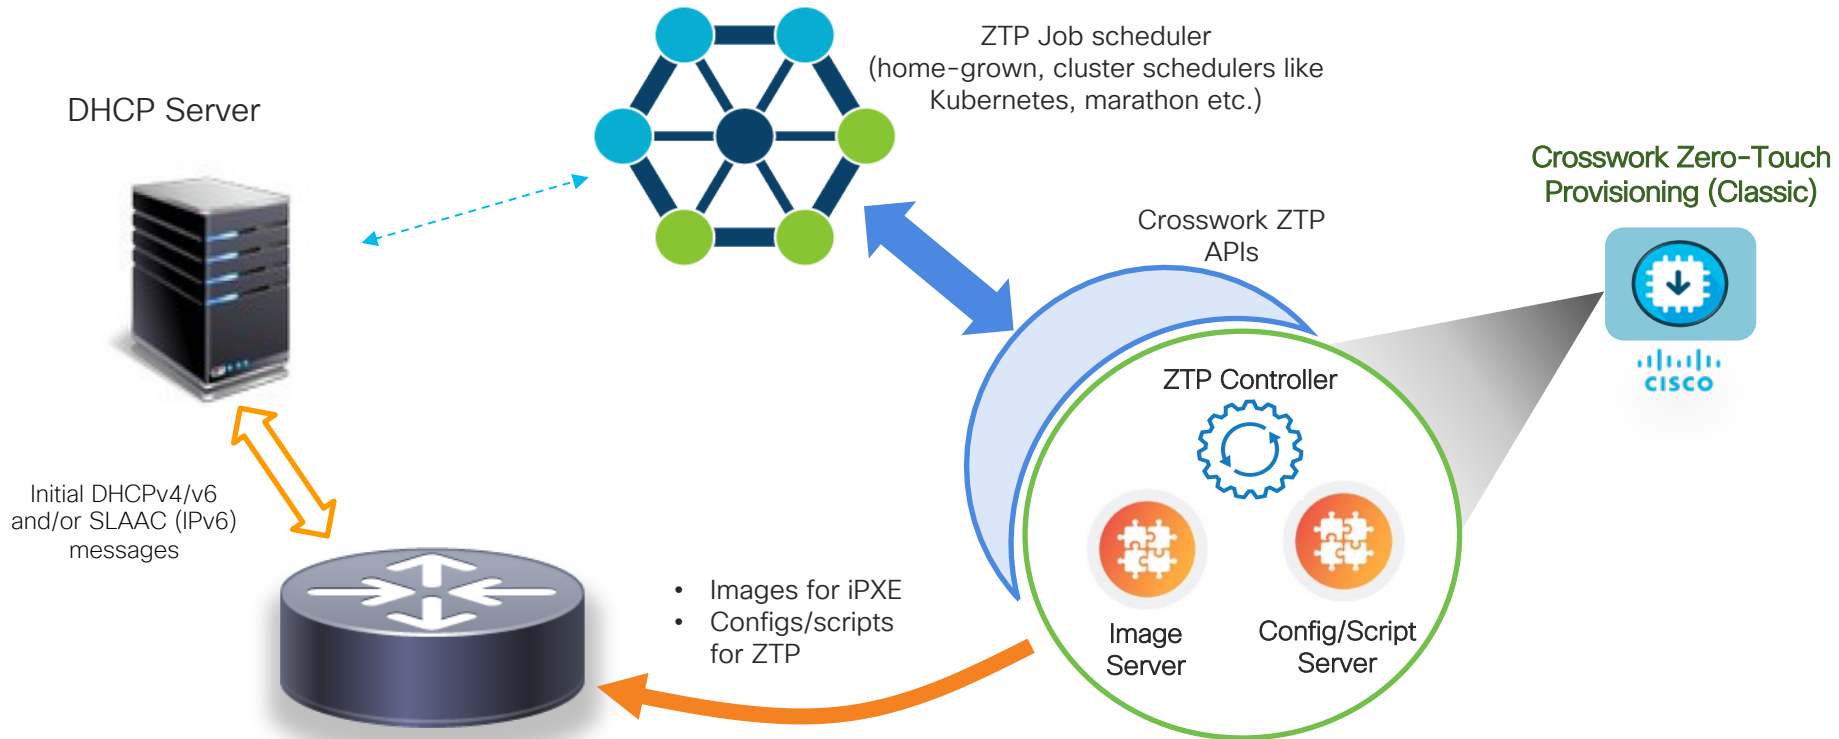 ZTP Job scheduler
(home-grown, cluster schedulers like
Kubernetes, marathon etc.)
DHCP Server
Crosswork Zero-Touch
Provisioning (Classic)
Crosswork ZTP
APIs
CISCO
ZTP Controller
Initial DHCPv4/v6
and/or SLAAC (IPv6)
messages
• Images for iPXE
• Configs/scripts
for ZTP
Image
Server
Config/Script
Server